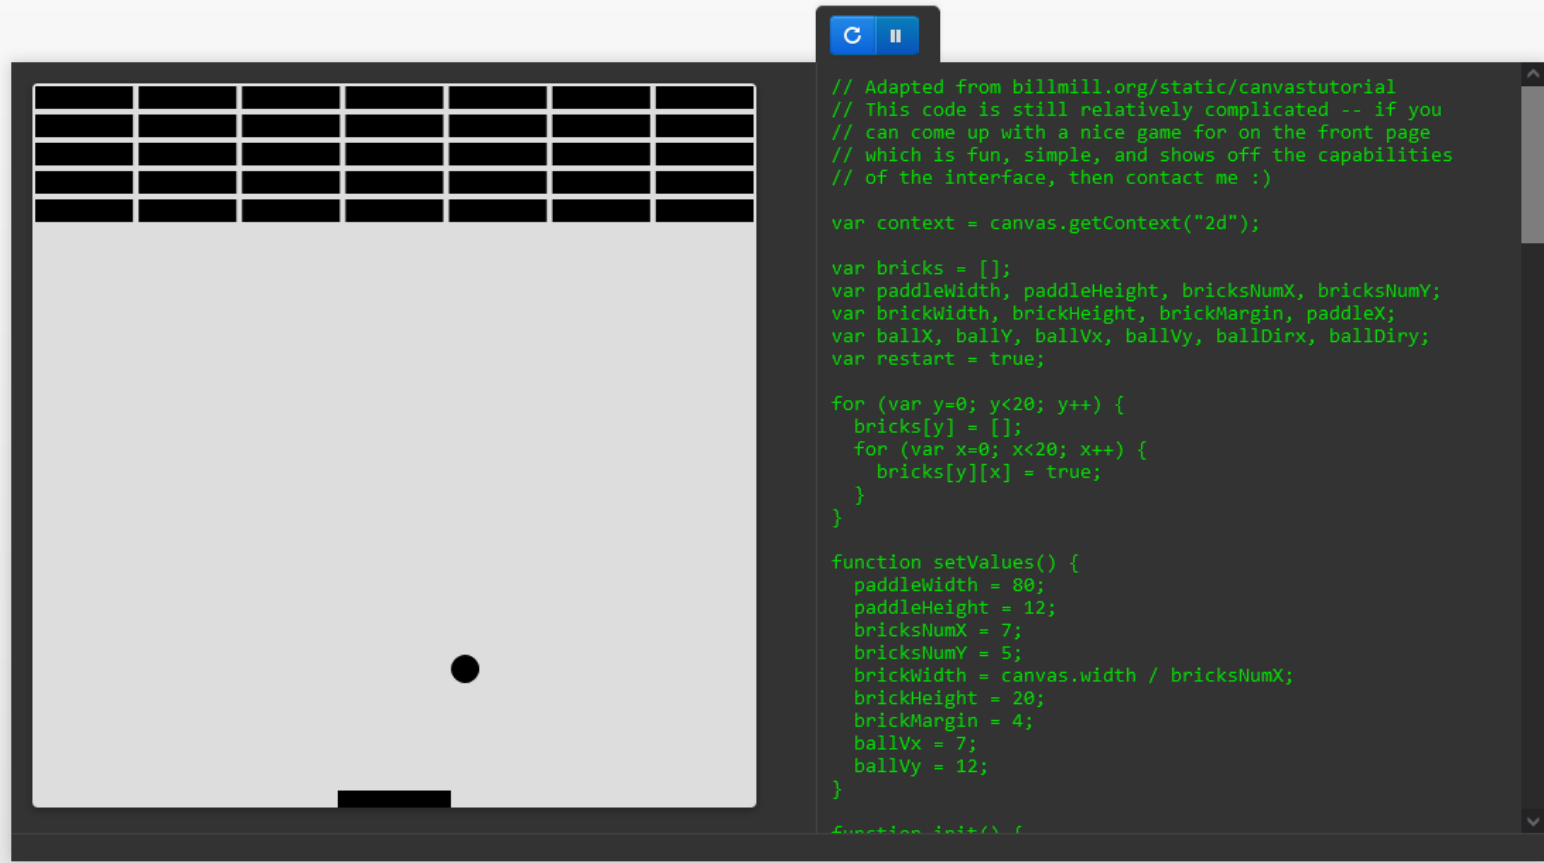 // Adapted from billmill.org/static/canvastutorial
// This code is still relatively complicated -- if you
// can come up with a nice game for on the front page
// which is fun, simple, and shows off the capabilities
// of the interface, then contact me :)
var context = canvas.getContext("2d");
var bricks = [];
var paddleWidth, paddleHeight, bricksNumX, bricksNumY;
var brickWidth, brickHeight, brickMargin, paddleX;
var ballX, ballY, ballVx, ballVy, ballDirx, ballDiry;
var restart = true;
for (var y=0; y<20; y++) {
  bricks[y] = [];
  for (var x=0; x<20; x++) {
    bricks[y][x] = true;
  }
}
function setValues() {
  paddleWidth = 80;
  paddleHeight = 12;
  bricksNumX = 7;
  bricksNumY = 5;
  brickWidth = canvas.width / bricksNumX;
  brickHeight = 20;
  brickMargin = 4;
  ballVx = 7;
  ballVy = 12;
}
function init() {